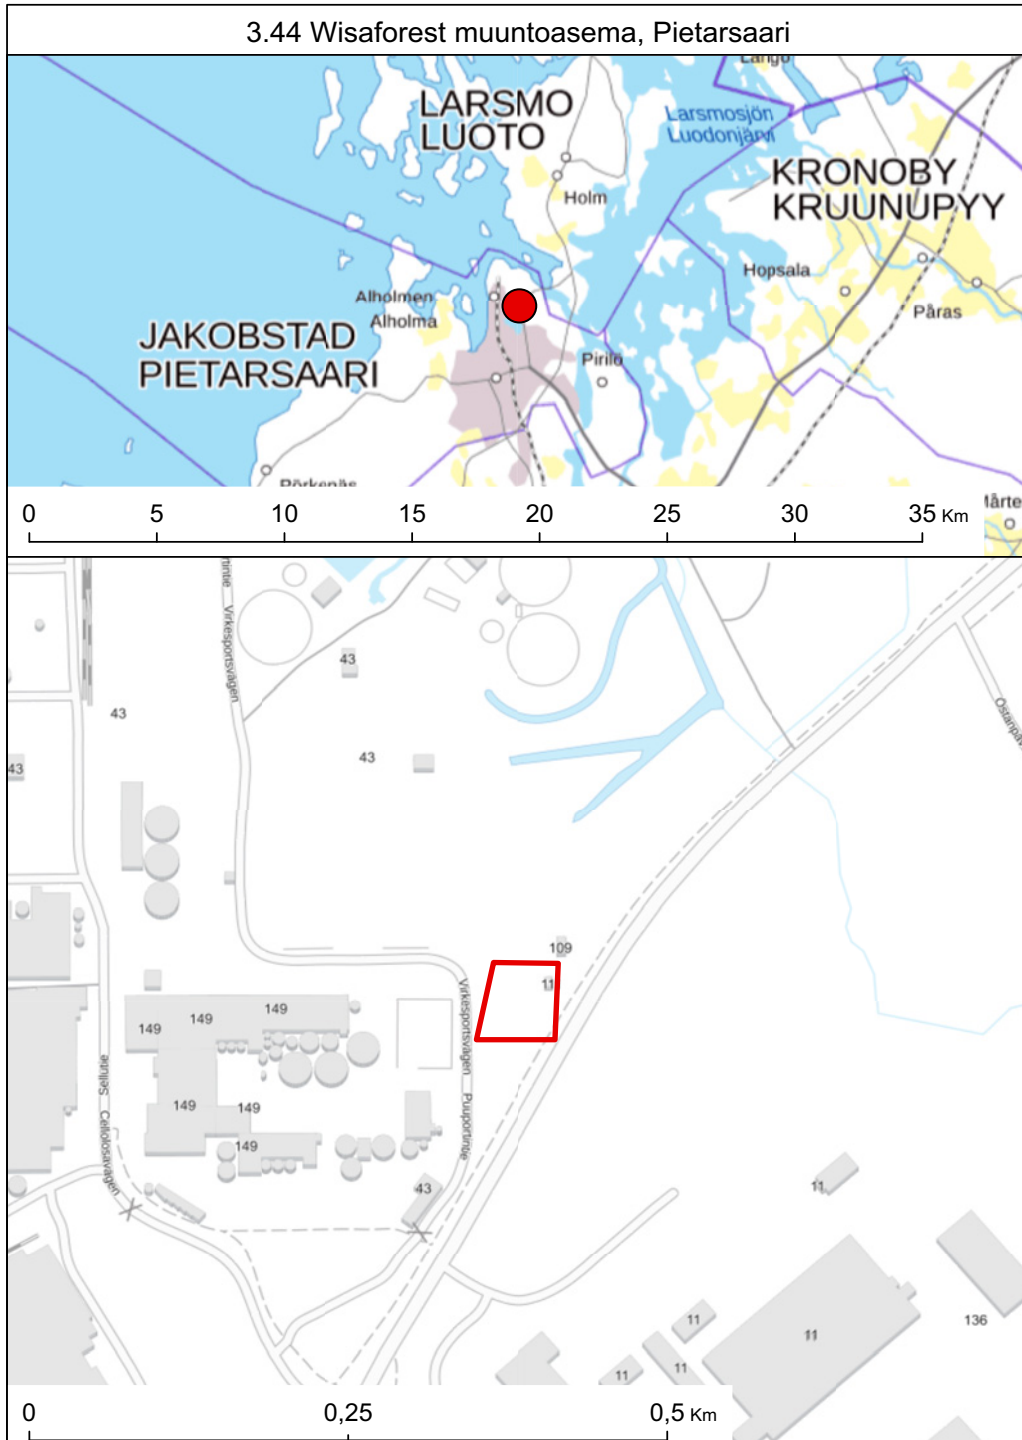 3.44 Wisaforest muuntoasema, Pietarsaari
LARSMO
LUOTO
Larsmosjön
Luodonjärvi
KRONOBY
KRUUNUPYY
Holm
Hopsala
Påras
Alholmen
Alholma
JAKOBSTAD
PIETARSAARI
Pirilö
0 5 10 15 20 25 30 35 Km
Virkesportsvägen
43
43
43
43
109
11
Virkesportsvägen Puuportintie
149
149
149
149
149
149
Sellutie
Cellolosavägen
43
11
11
11
11
11
136
0 0,25 0,5 Km